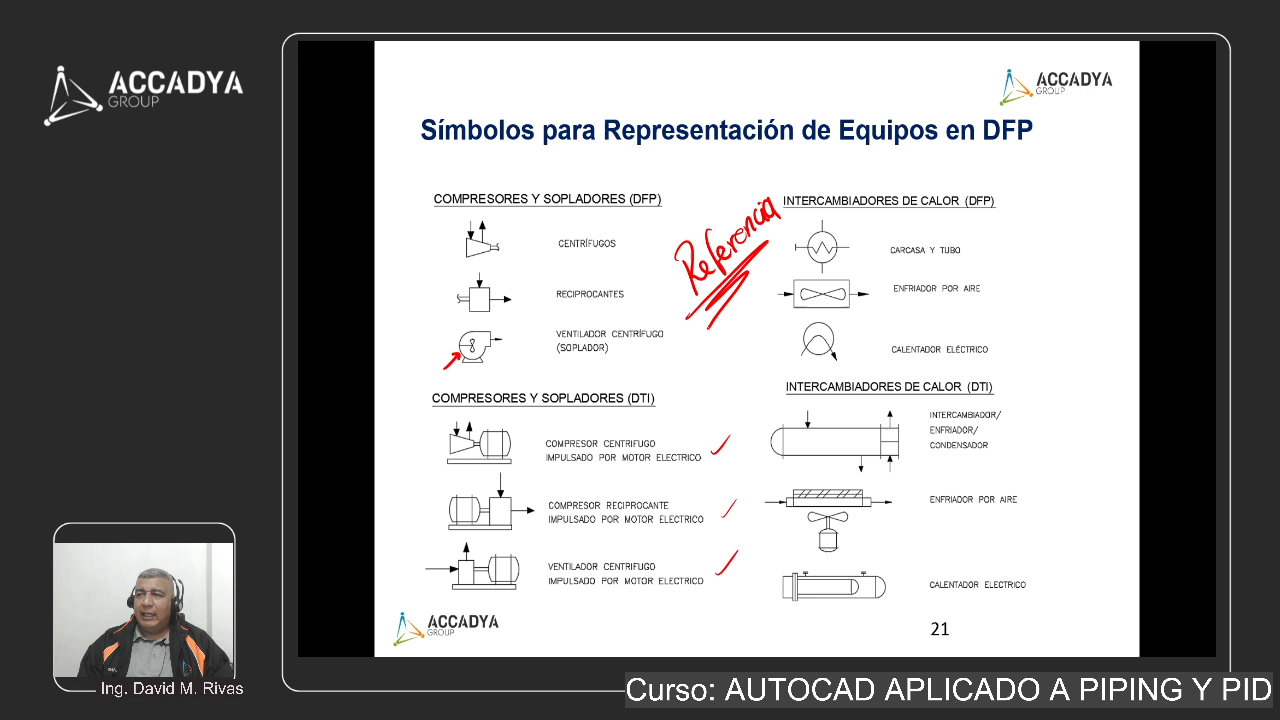 ACCADYA
GROUP
ACCADYA
GROUP
Símbolos para Representación de Equipos en DFP
COMPRESORES Y SOPLADORES (DFP)
CENTRÍFUGOS
RECIPROCANTES
VENTILADOR CENTRÍFUGO
(SOPLADOR)
Referencia
INTERCAMBIADORES DE CALOR (DFP)
CARCASA Y TUBO
ENFRIADOR POR AIRE
CALENTADOR ELÉCTRICO
COMPRESORES Y SOPLADORES (DTI)
COMPRESOR CENTRIFUGO
IMPULSADO POR MOTOR ELECTRICO
COMPRESOR RECIPROCANTE
IMPULSADO POR MOTOR ELECTRICO
VENTILADOR CENTRIFUGO
IMPULSADO POR MOTOR ELECTRICO
INTERCAMBIADORES DE CALOR (DTI)
INTERCAMBIADOR/
ENFRIADOR/
CONDENSADOR
ENFRIADOR POR AIRE
CALENTADOR ELECTRICO
ACCADYA
GROUP
21
Ing. David M. Rivas
Curso: AUTOCAD APLICADO A PIPING Y PID